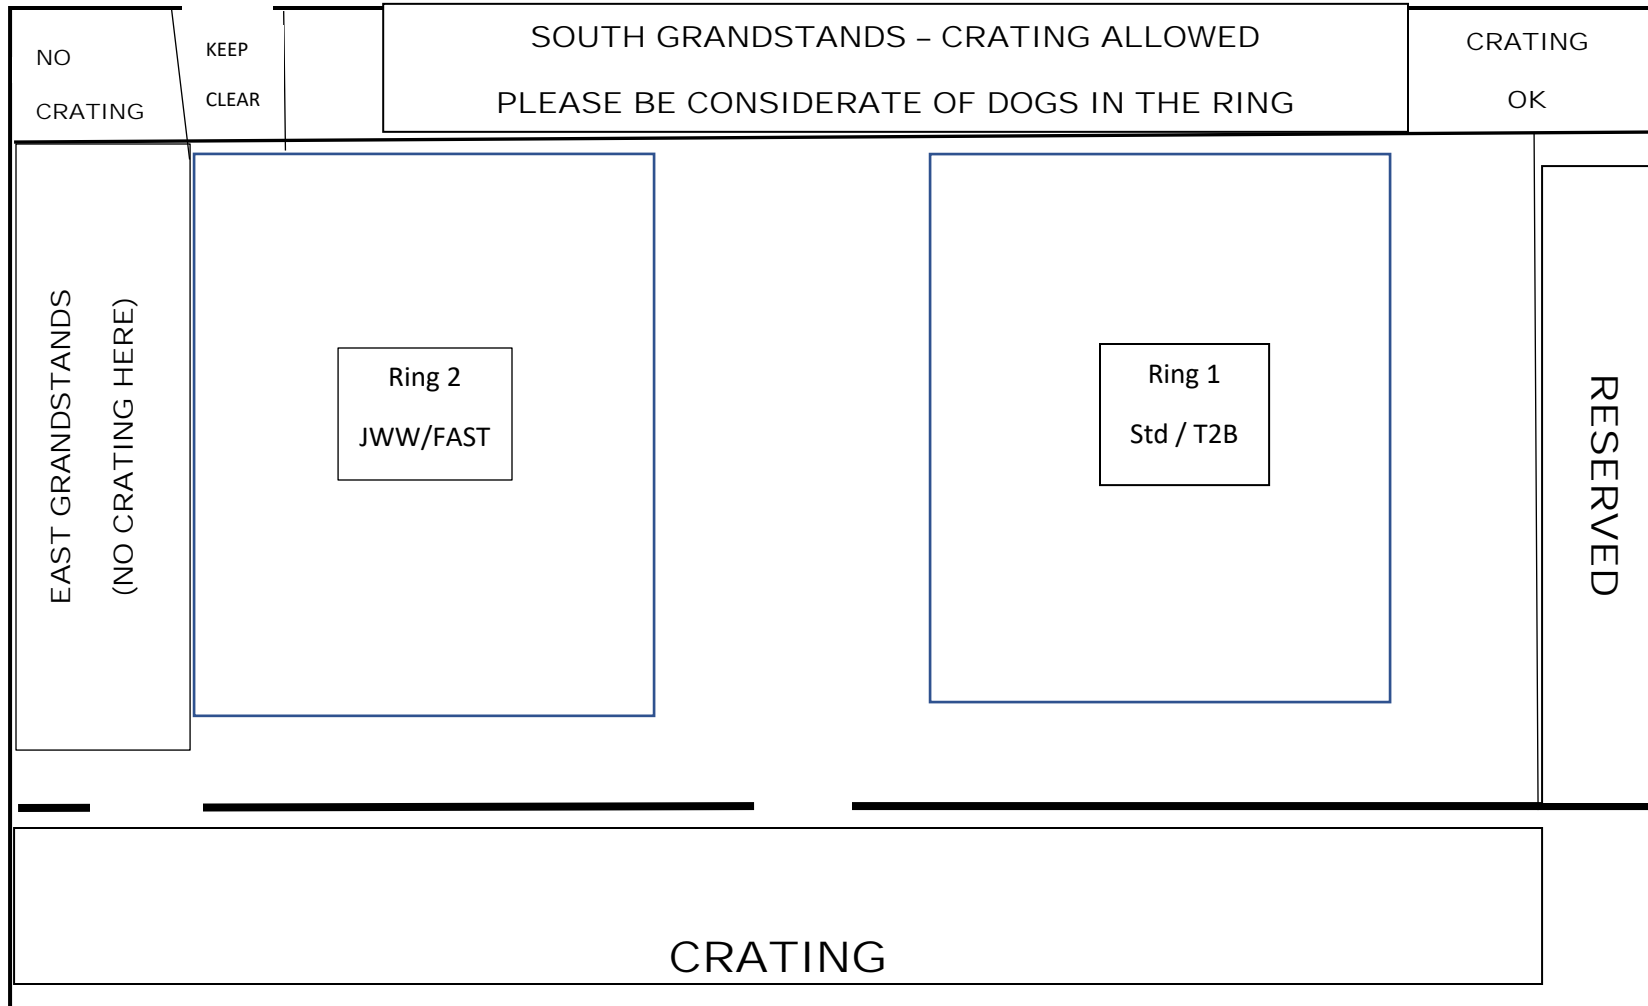 NO
CRATING
KEEP
CLEAR
SOUTH GRANDSTANDS – CRATING ALLOWED
PLEASE BE CONSIDERATE OF DOGS IN THE RING
CRATING
OK
EAST GRANDSTANDS
(NO CRATING HERE)
Ring 2
JWW/FAST
Ring 1
Std / T2B
RESERVED
CRATING